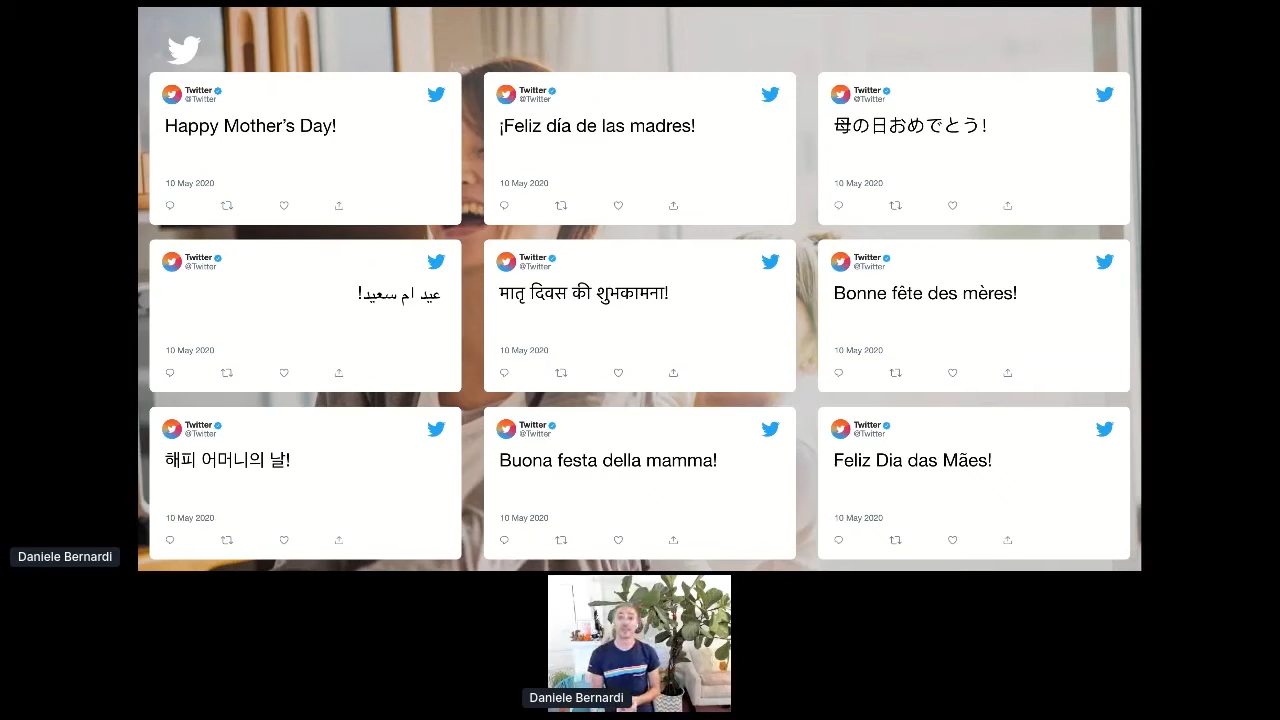 Twitter
@Twitter
Happy Mother’s Day!
10 May 2020
Twitter
@Twitter
¡Feliz día de las madres!
10 May 2020
Twitter
@Twitter
母の日おめでとう!
10 May 2020
Twitter
@Twitter
عيد ام سعيد!
10 May 2020
Twitter
@Twitter
मातृ दिवस की शुभकामना!
10 May 2020
Twitter
@Twitter
Bonne fête des mères!
10 May 2020
Twitter
@Twitter
해피 어머니의 날!
10 May 2020
Twitter
@Twitter
Buona festa della mamma!
10 May 2020
Twitter
@Twitter
Feliz Dia das Mães!
10 May 2020
Daniele Bernardi
Daniele Bernardi